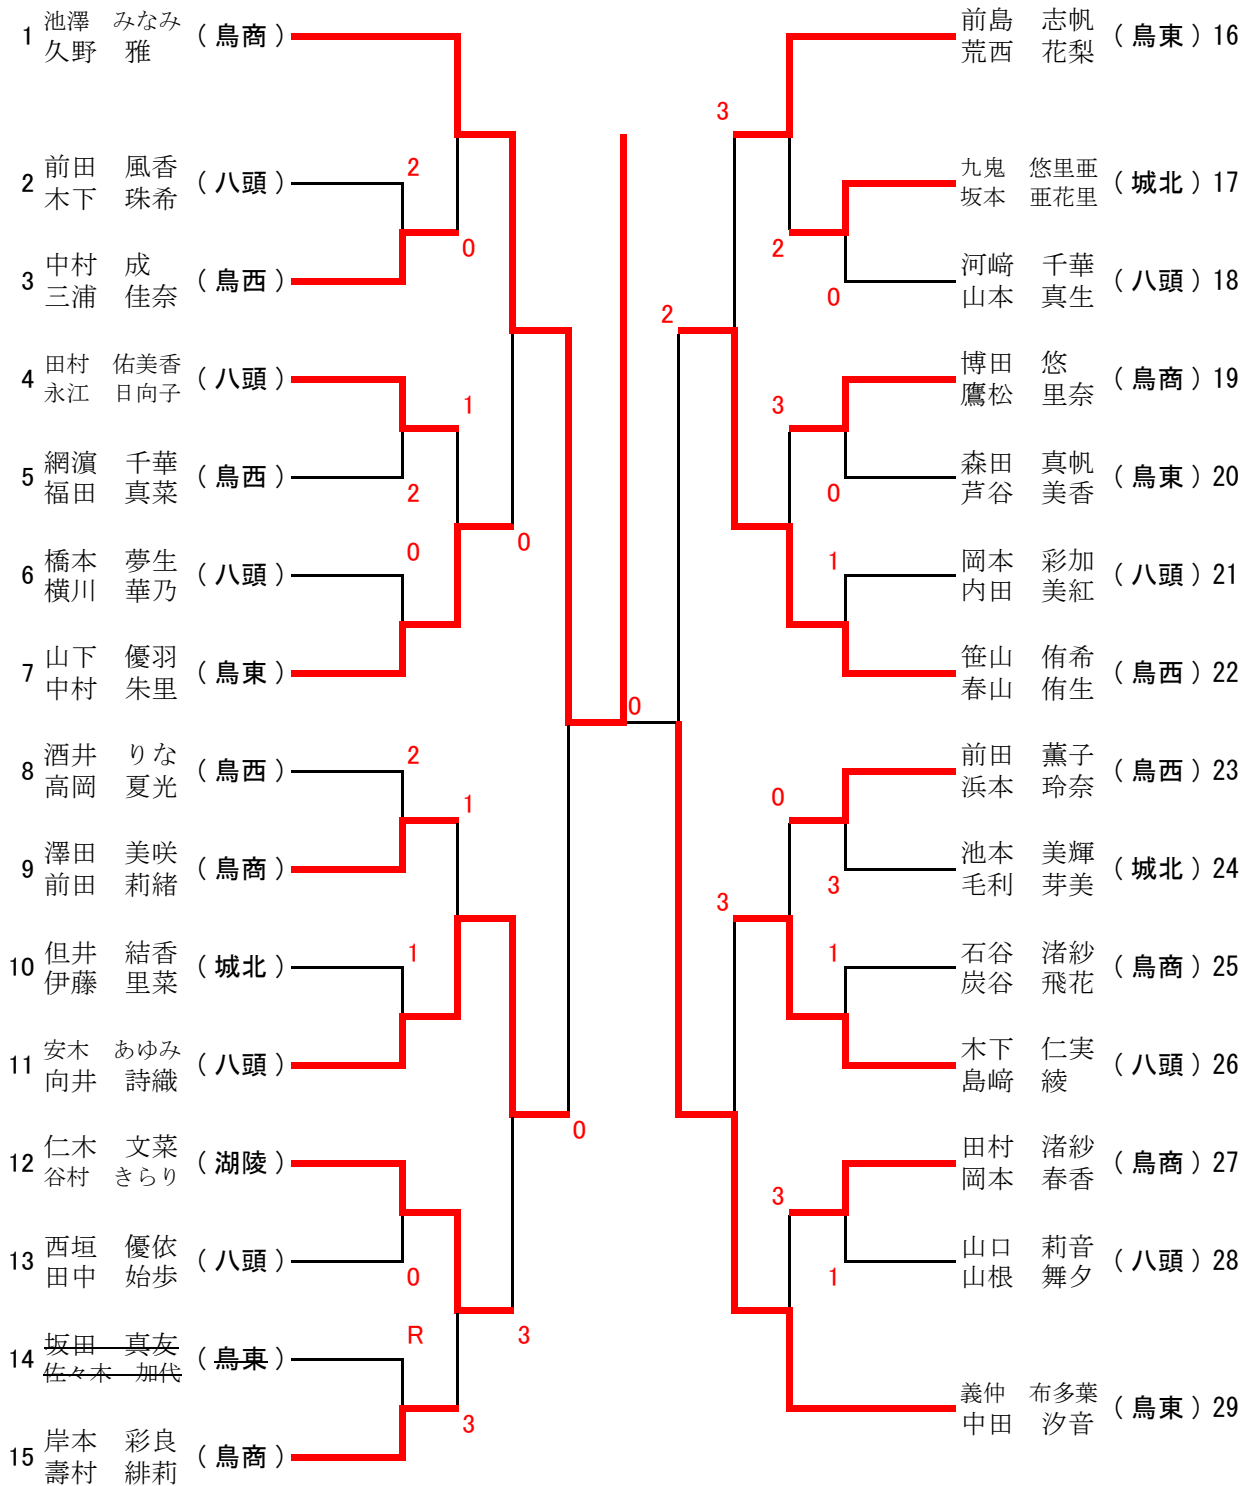 1 池澤 みなみ (鳥商)
久野 雅
2 前田 風香 (八頭)
木下 珠希
2
0
3 中村 成 (鳥西)
三浦 佳奈
4 田村 佑美香 (八頭)
永江 日向子
1
5 網濵 千華 (鳥西)
福田 真菜
2
6 橋本 夢生 (八頭)
横川 華乃
0
0
7 山下 優羽 (鳥東)
中村 朱里
8 酒井 りな (鳥西)
高岡 夏光
2
1
9 澤田 美咲 (鳥商)
前田 莉緒
10 但井 結香 (城北)
伊藤 里菜
1
11 安木 あゆみ (八頭)
向井 詩織
0
12 仁木 文菜 (湖陵)
谷村 きらり
13 西垣 優依 (八頭)
田中 始歩
0
14 坂田 真友 (鳥東)
佐々木 加代
R
3
3
15 岸本 彩良 (鳥商)
壽村 緋莉
0
前島 志帆 (鳥東) 16
荒西 花梨
3
九鬼 悠里亜 (城北) 17
坂本 亜花里
2
河﨑 千華 (八頭) 18
山本 真生
0
2
博田 悠 (鳥商) 19
鷹松 里奈
3
森田 真帆 (鳥東) 20
芦谷 美香
0
岡本 彩加 (八頭) 21
内田 美紅
1
笹山 侑希 (鳥西) 22
春山 侑生
前田 薫子 (鳥西) 23
浜本 玲奈
0
池本 美輝 (城北) 24
毛利 芽美
3
3
石谷 渚紗 (鳥商) 25
炭谷 飛花
1
木下 仁実 (八頭) 26
島﨑 綾
田村 渚紗 (鳥商) 27
岡本 春香
3
山口 莉音 (八頭) 28
山根 舞夕
1
義仲 布多葉 (鳥東) 29
中田 汐音